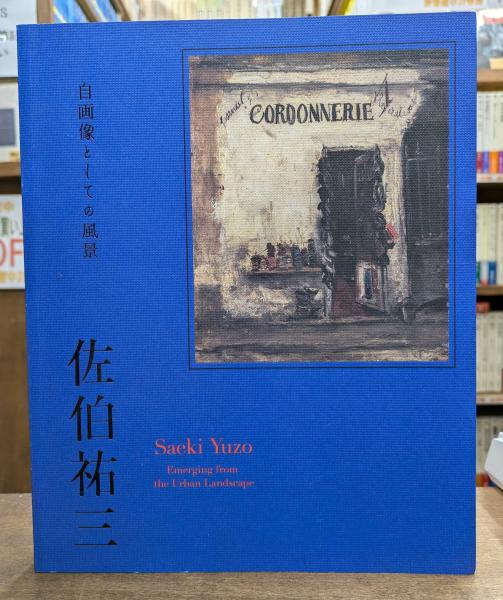 自画像としての風景
CORDONNERIE
佐伯祐三
Saeki Yuzo
Emerging from
the Urban Landscape